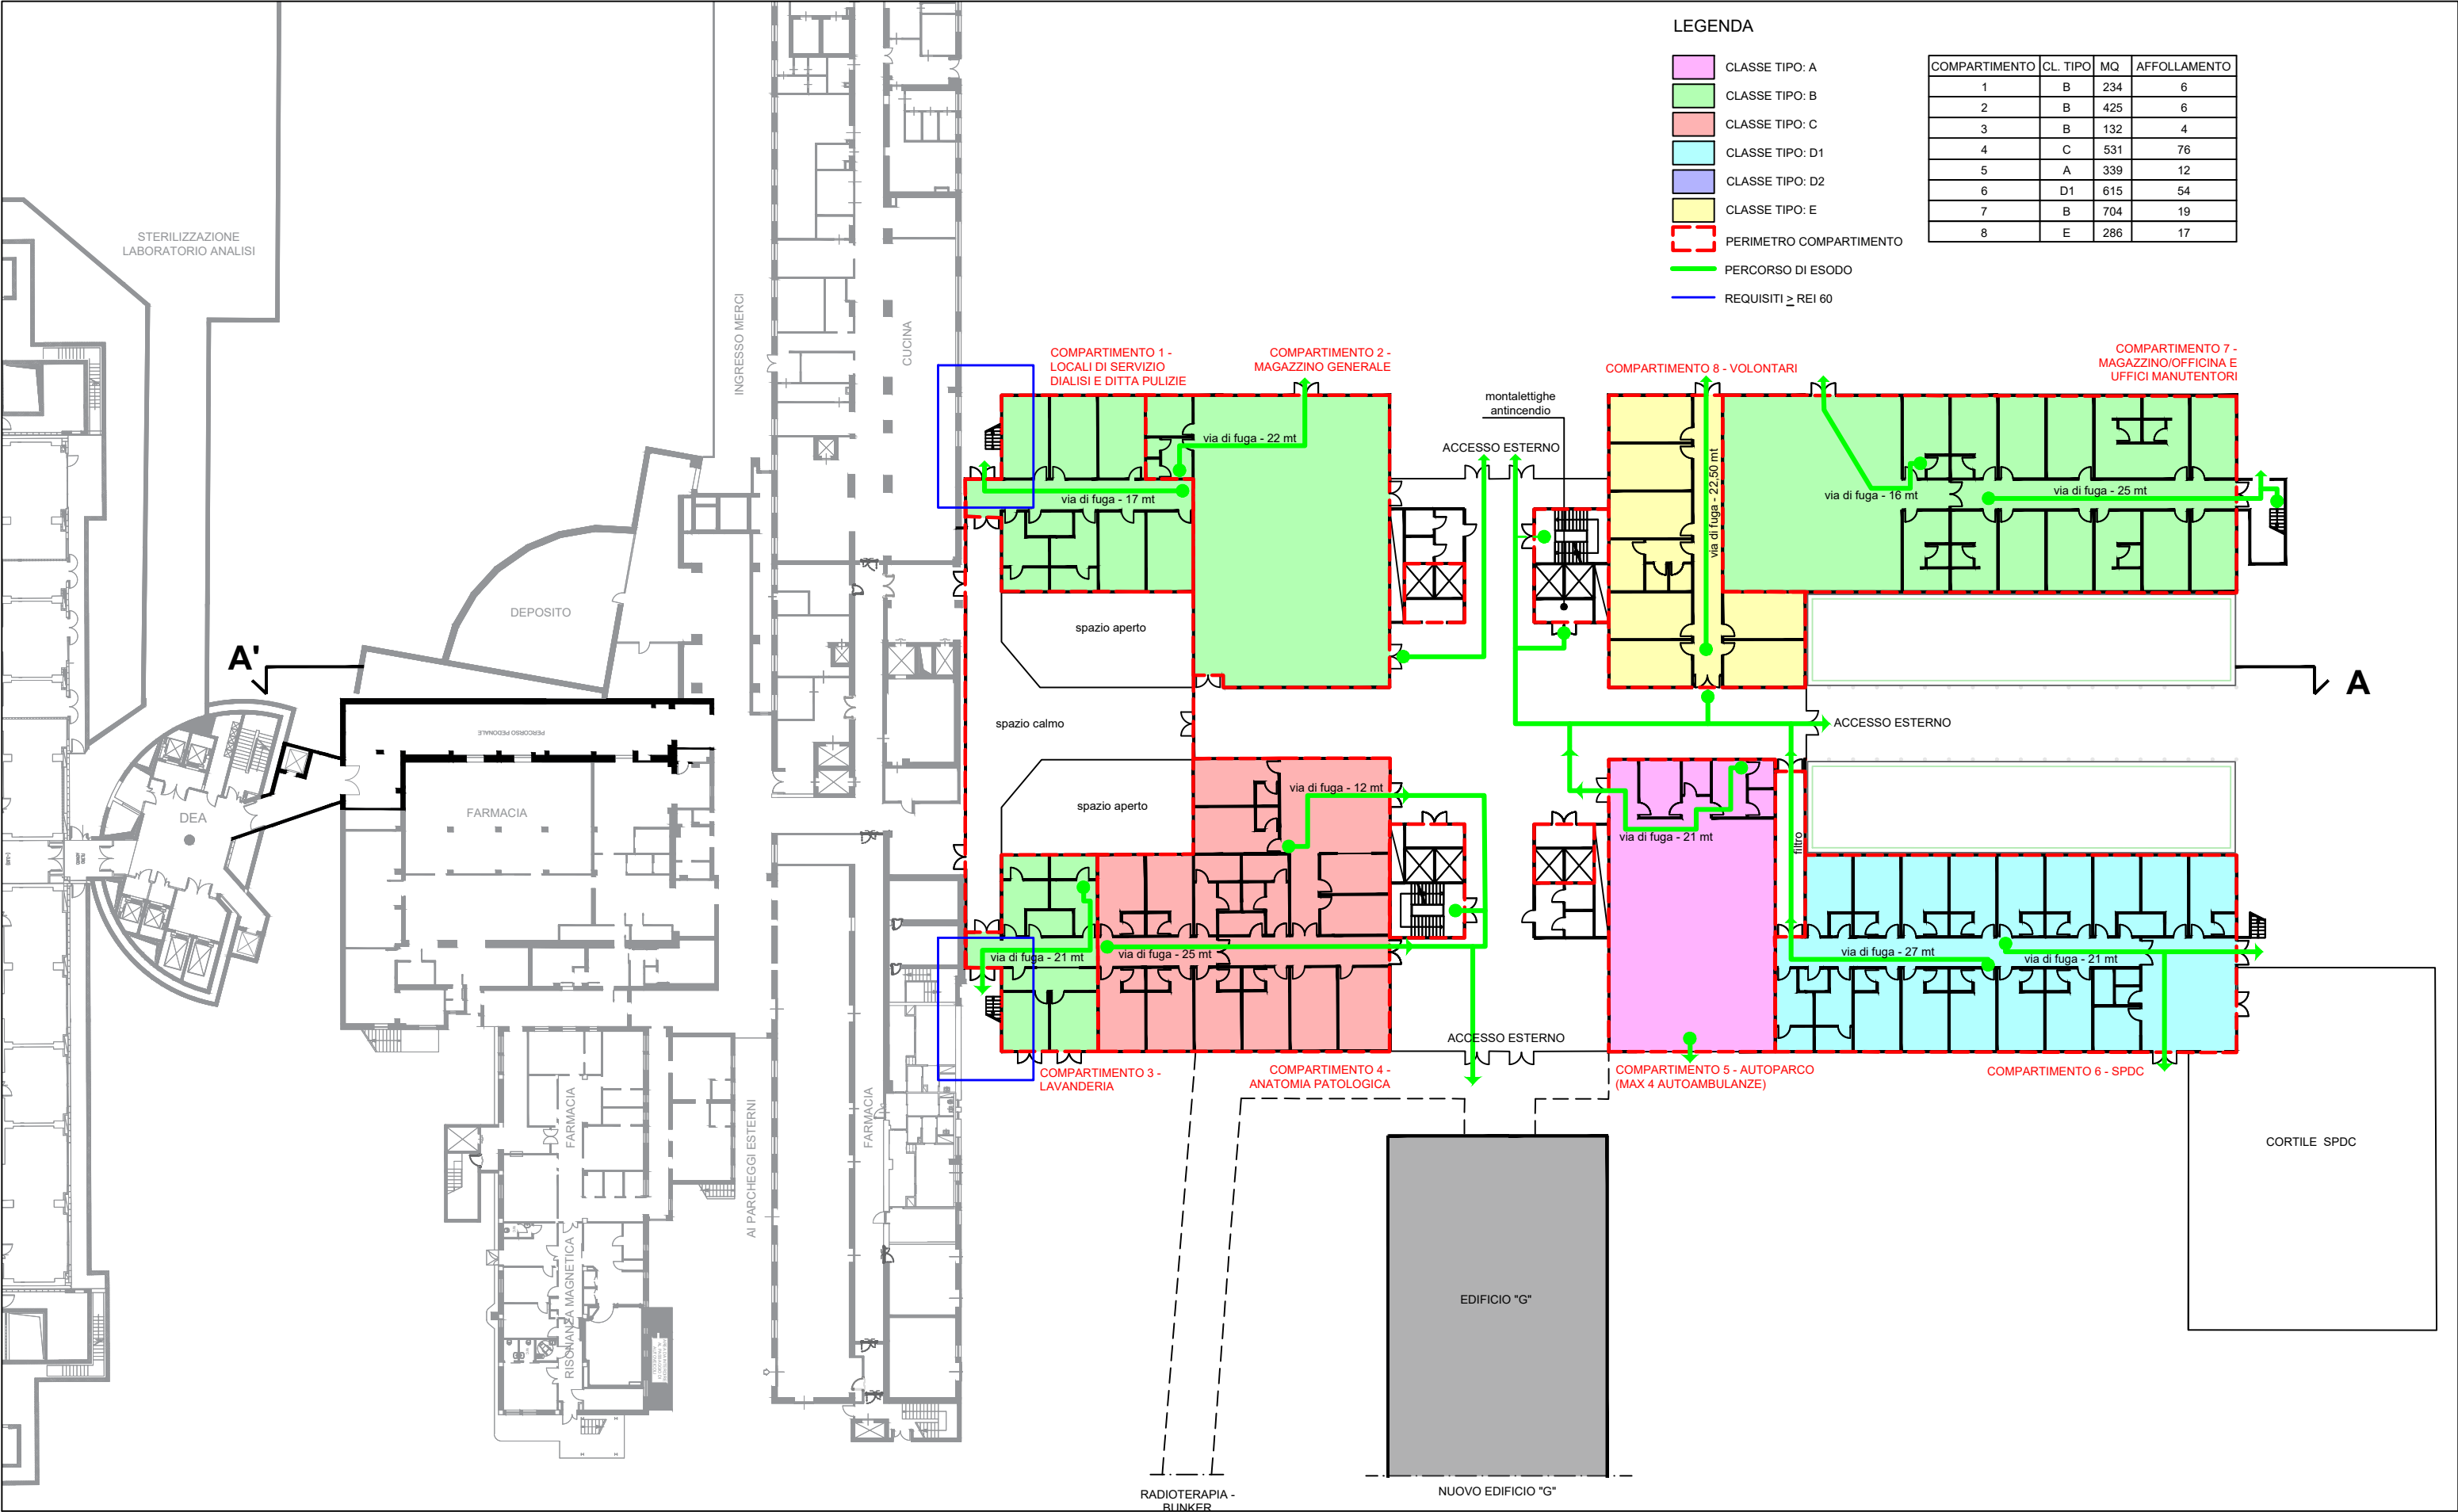 LEGENDA
CLASSE TIPO: A
CLASSE TIPO: B
CLASSE TIPO: C
CLASSE TIPO: D1
CLASSE TIPO: D2
CLASSE TIPO: E
PERIMETRO COMPARTIMENTO
PERCORSO DI ESODO
REQUISITI ≥ REI 60
COMPARTIMENTO CL. TIPO MQ AFFOLLAMENTO
1 B 234 6
2 B 425 6
3 B 132 4
4 C 531 76
5 A 339 12
6 D1 615 54
7 B 704 19
8 E 286 17
STERILIZZAZIONE
LABORATORIO ANALISI
INGRESSO MERCI
CUCINA
COMPARTIMENTO 1 -
LOCALI DI SERVIZIO
DIALISI E DITTA PULIZIE
COMPARTIMENTO 2 -
MAGAZZINO GENERALE
COMPARTIMENTO 8 - VOLONTARI
COMPARTIMENTO 7 -
MAGAZZINO/OFFICINA E
UFFICI MANUTENTORI
montalettighe
antincendio
ACCESSO ESTERNO
via di fuga - 22 mt
via di fuga - 17 mt
via di fuga - 22,50 mt
via di fuga - 16 mt
via di fuga - 25 mt
DEPOSITO
spazio aperto
A'
A
spazio calmo
ACCESSO ESTERNO
PERCORSO PEDONALE
DEA
FARMACIA
spazio aperto
via di fuga - 12 mt
via di fuga - 21 mt
filtro
via di fuga - 21 mt
via di fuga - 25 mt
via di fuga - 27 mt
via di fuga - 21 mt
ACCESSO ESTERNO
COMPARTIMENTO 3 -
LAVANDERIA
COMPARTIMENTO 4 -
ANATOMIA PATOLOGICA
COMPARTIMENTO 5 - AUTOPARCO
(MAX 4 AUTOAMBULANZE)
COMPARTIMENTO 6 - SPDC
FARMACIA
AI PARCHEGGI ESTERNI
FARMACIA
CORTILE SPDC
RISONANZA MAGNETICA
EDIFICIO "G"
RADIOTERAPIA -
BUNKER
NUOVO EDIFICIO "G"